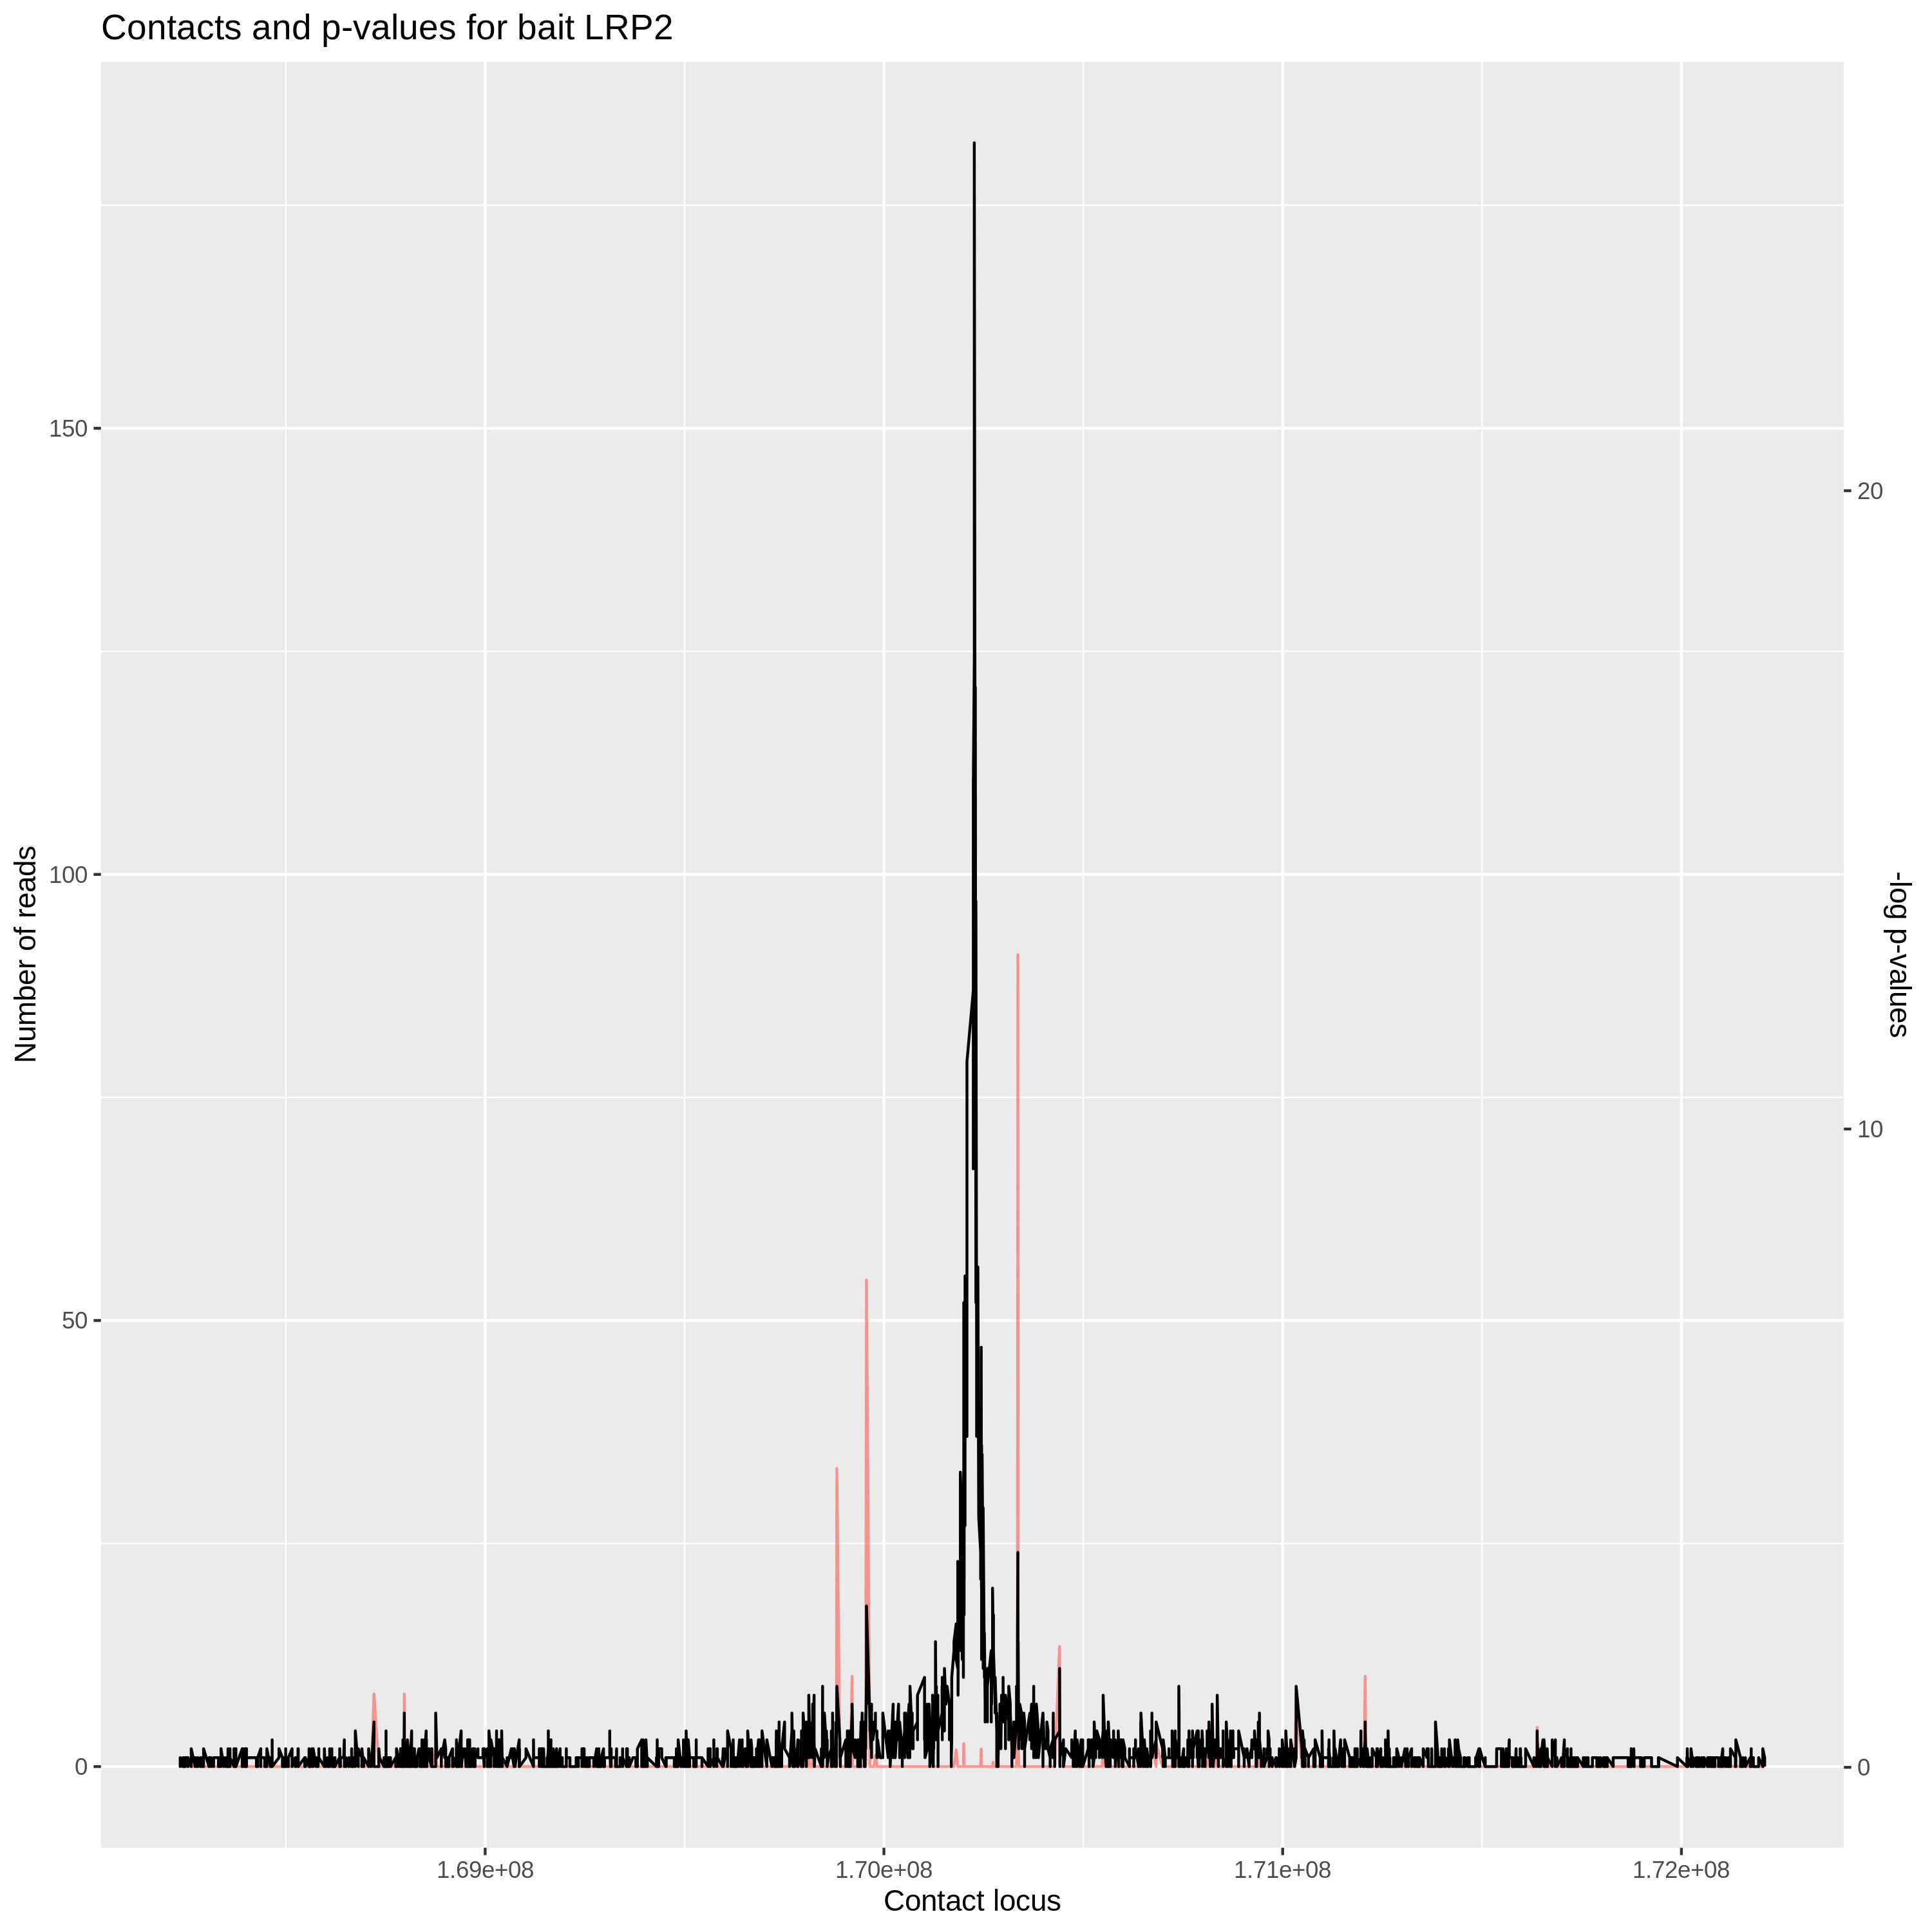 Contacts and p-values for bait LRP2
Number of reads
150
100
50
0
20
10
0
-log p-values
1.69e+08 1.70e+08 1.71e+08 1.72e+08
Contact locus